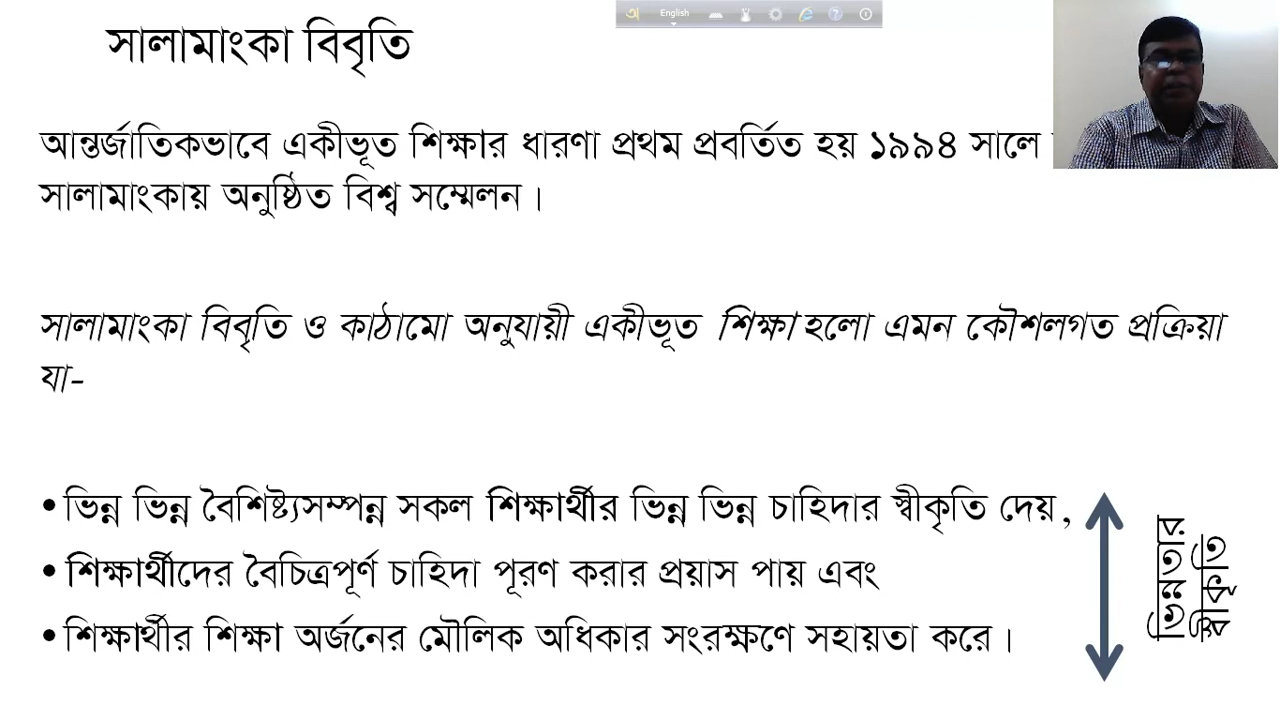 English
সালামাংকা বিবৃতি
আন্তর্জাতিকভাবে একীভূত শিক্ষার ধারণা প্রথম প্রবর্তিত হয় ১৯৯৪ সালে
সালামাংকায় অনুষ্ঠিত বিশ্ব সম্মেলন।
সালামাংকা বিবৃতি ও কাঠামো অনুযায়ী একীভূত শিক্ষা হলো এমন কৌশলগত প্রক্রিয়া
যা-
• ভিন্ন ভিন্ন বৈশিষ্ট্যসম্পন্ন সকল শিক্ষার্থীর ভিন্ন ভিন্ন চাহিদার স্বীকৃতি দেয়,
• শিক্ষার্থীদের বৈচিত্রপূর্ণ চাহিদা পূরণ করার প্রয়াস পায় এবং
• শিক্ষার্থীর শিক্ষা অর্জনের মৌলিক অধিকার সংরক্ষণে সহায়তা করে।
ভিন্নতার
স্বীকৃতি